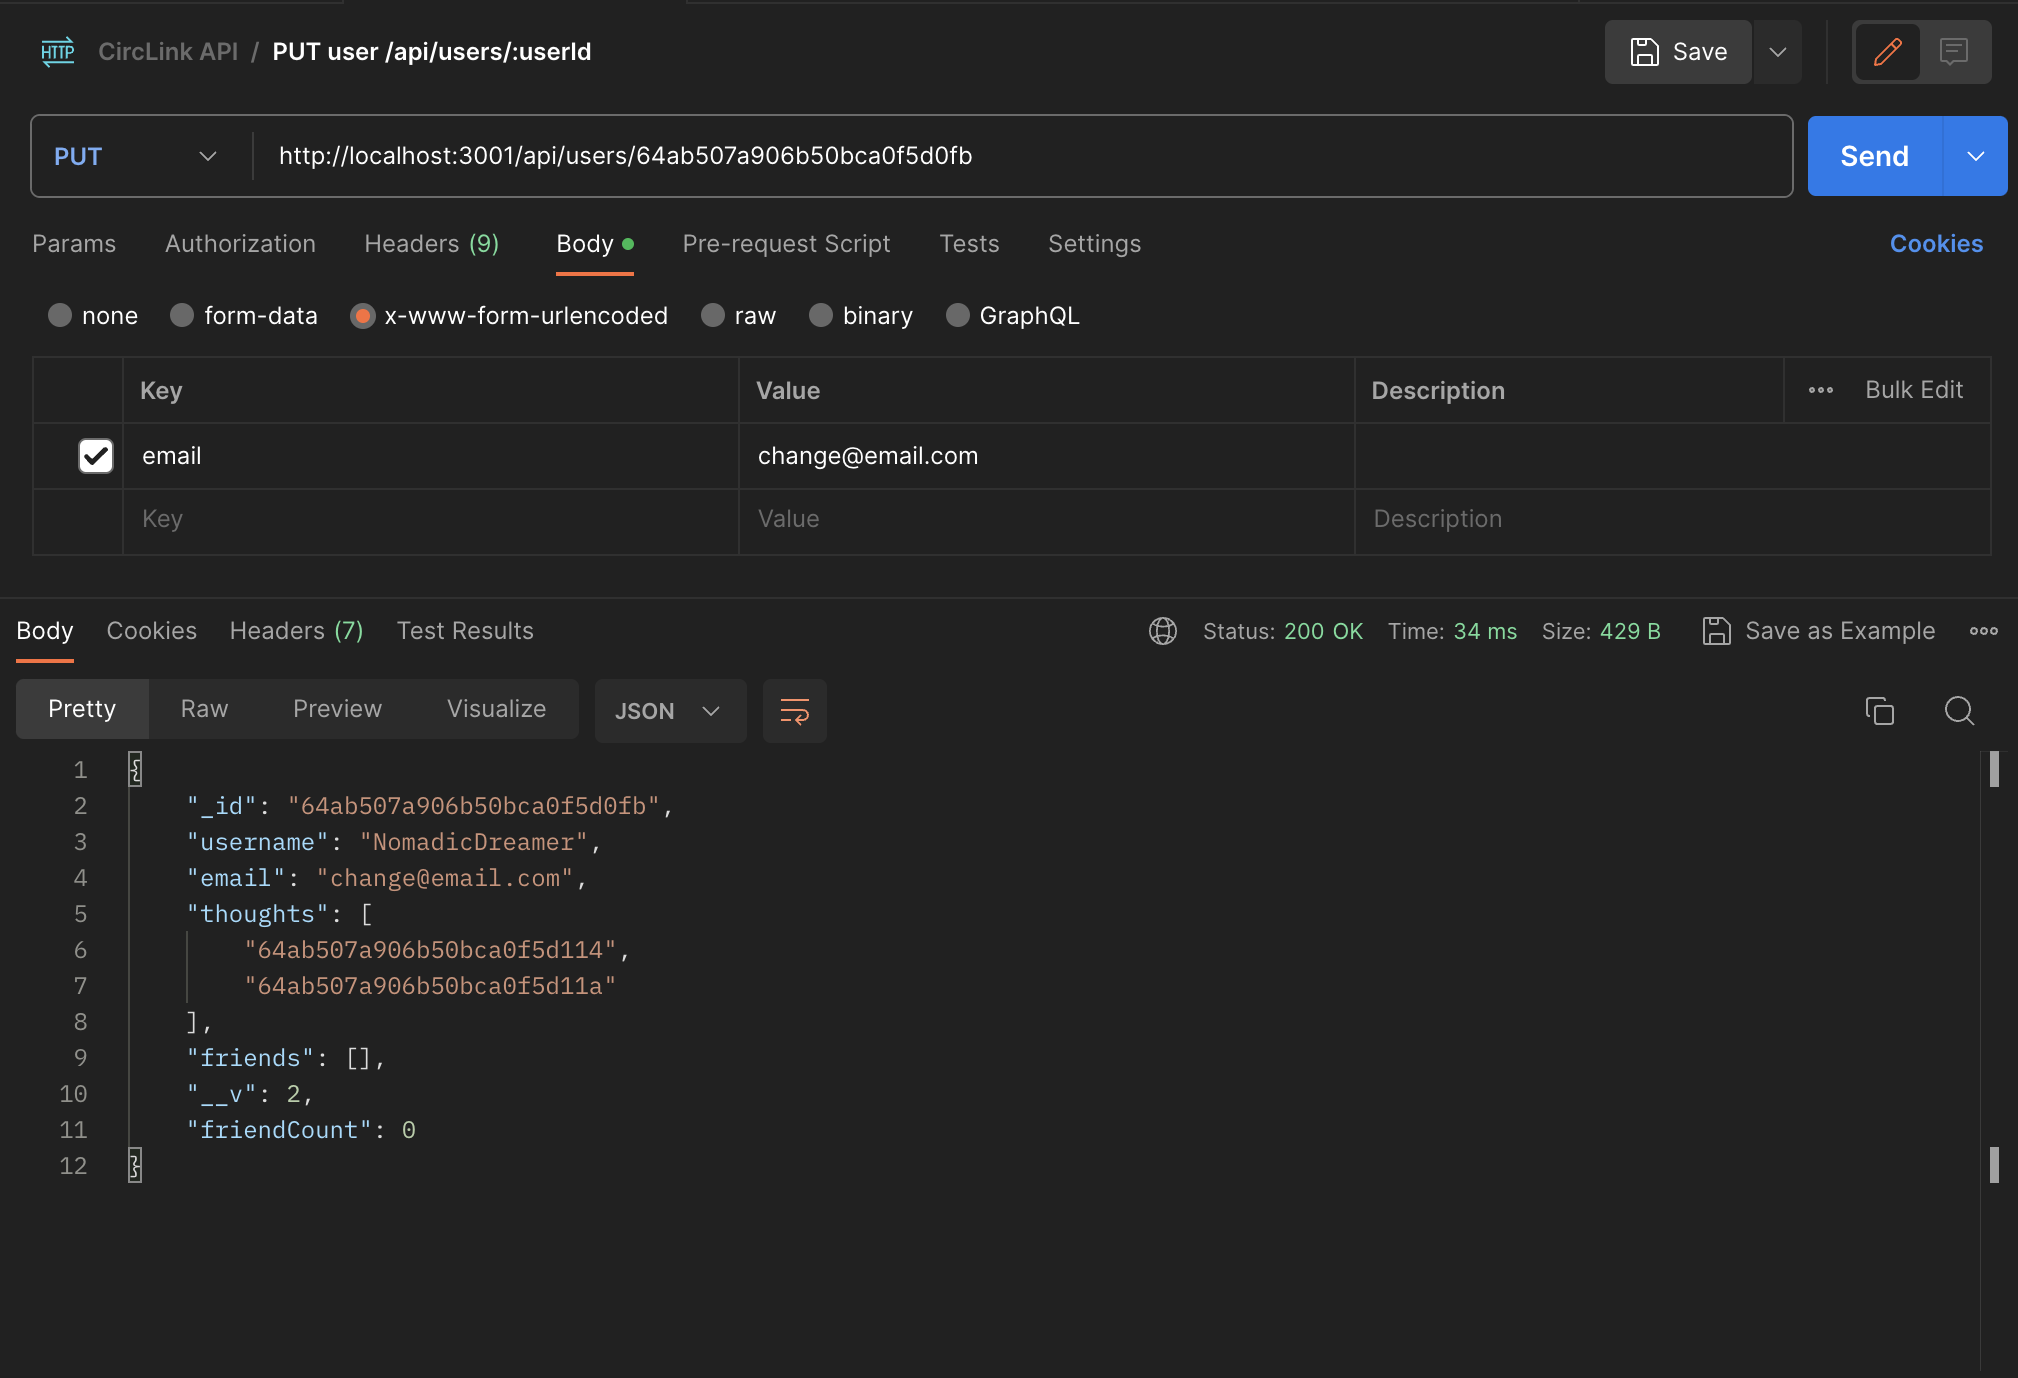 HTTP CircLink API / PUT user /api/users/:userId Save
PUT http://localhost:3001/api/users/64ab507a906b50bca0f5d0fb Send
Params Authorization Headers (9) Body Pre-request Script Tests Settings Cookies
none form-data x-www-form-urlencoded raw binary GraphQL
Key Value Description Bulk Edit
email change@email.com
Key Value Description
Body Cookies Headers (7) Test Results Status: 200 OK Time: 34 ms Size: 429 B Save as Example
Pretty Raw Preview Visualize JSON
1 {
2 "_id": "64ab507a906b50bca0f5d0fb",
3 "username": "NomadicDreamer",
4 "email": "change@email.com",
5 "thoughts": [
6 "64ab507a906b50bca0f5d114",
7 "64ab507a906b50bca0f5d11a"
8 ],
9 "friends": [],
10 "__v": 2,
11 "friendCount": 0
12 }